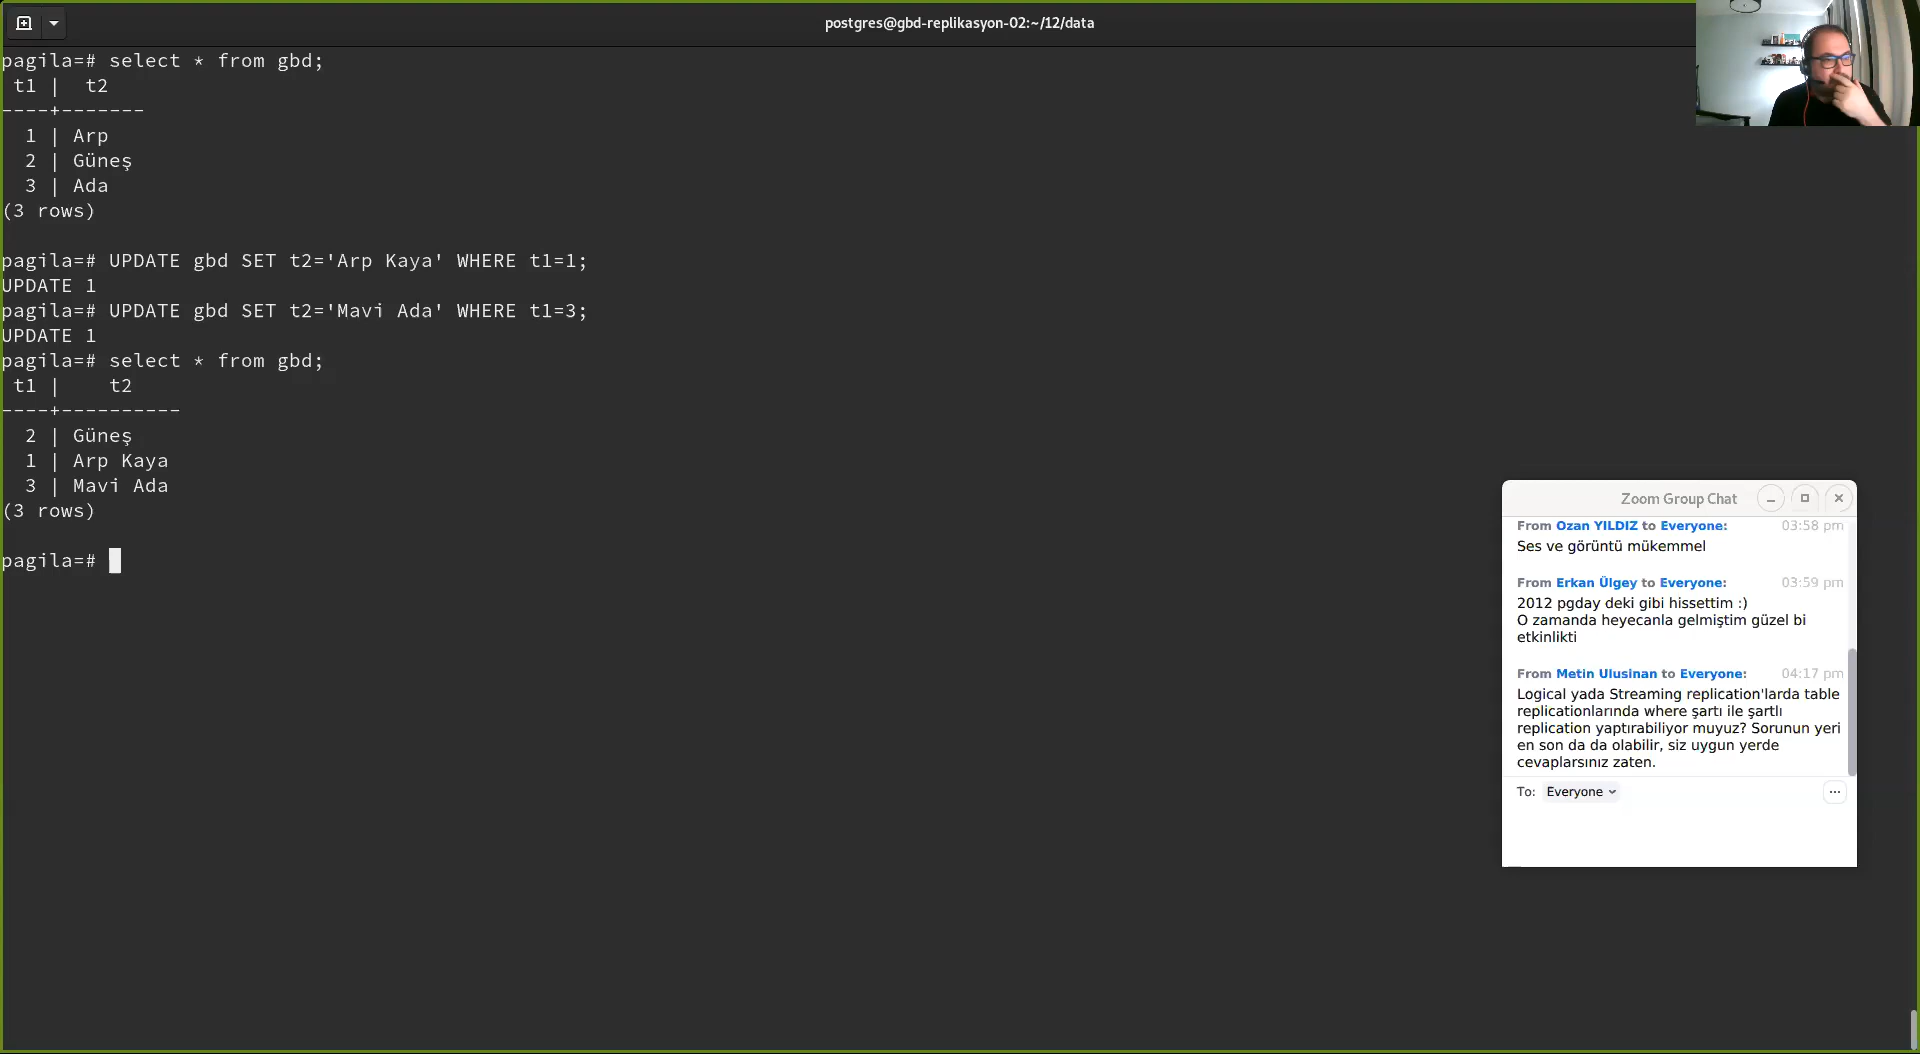 postgres@gbd-replikasyon-02:~/12/data
pagila=# select * from gbd;
 t1 |  t2
----+-------
  1 | Arp
  2 | Güneş
  3 | Ada
(3 rows)
pagila=# UPDATE gbd SET t2='Arp Kaya' WHERE t1=1;
UPDATE 1
pagila=# UPDATE gbd SET t2='Mavi Ada' WHERE t1=3;
UPDATE 1
pagila=# select * from gbd;
 t1 |    t2
----+----------
  2 | Güneş
  1 | Arp Kaya
  3 | Mavi Ada
(3 rows)
pagila=#
Zoom Group Chat
From Ozan YILDIZ to Everyone: 03:58 pm
Ses ve görüntü mükemmel
From Erkan Ülgey to Everyone: 03:59 pm
2012 pgday deki gibi hissettim :)
O zamanda heyecanla gelmiştim güzel bi
etkinlikti
From Metin Ulusinan to Everyone: 04:17 pm
Logical yada Streaming replication'larda table
replicationlarında where şartı ile şartlı
replication yaptırabiliyor muyuz? Sorunun yeri
en son da da olabilir, siz uygun yerde
cevaplarsınız zaten.
To: Everyone